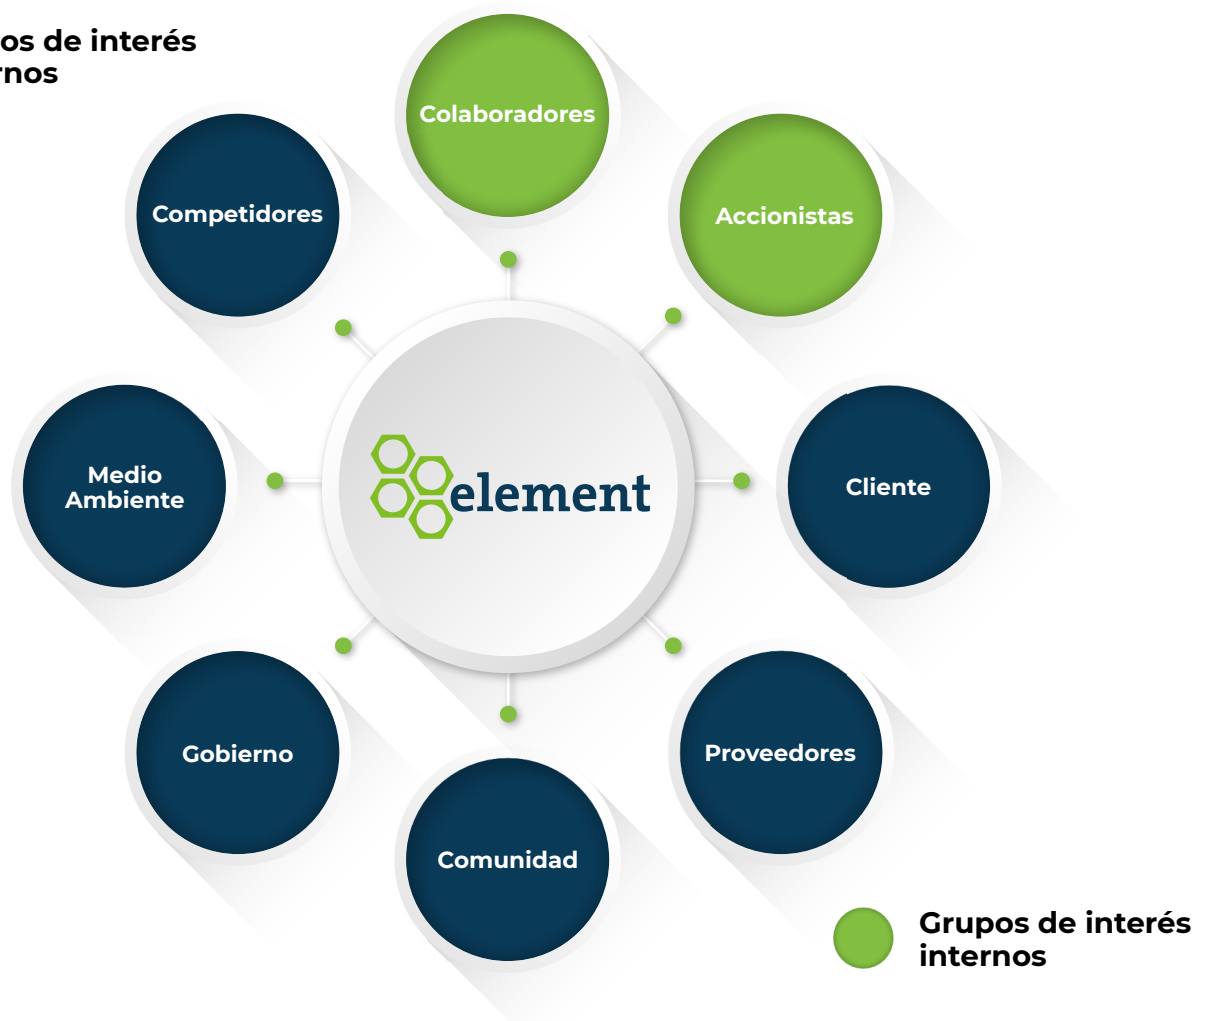 os de interés
rnos
Colaboradores
Competidores
Accionistas
Medio
Ambiente
element
Cliente
Gobierno
Proveedores
Comunidad
Grupos de interés
internos